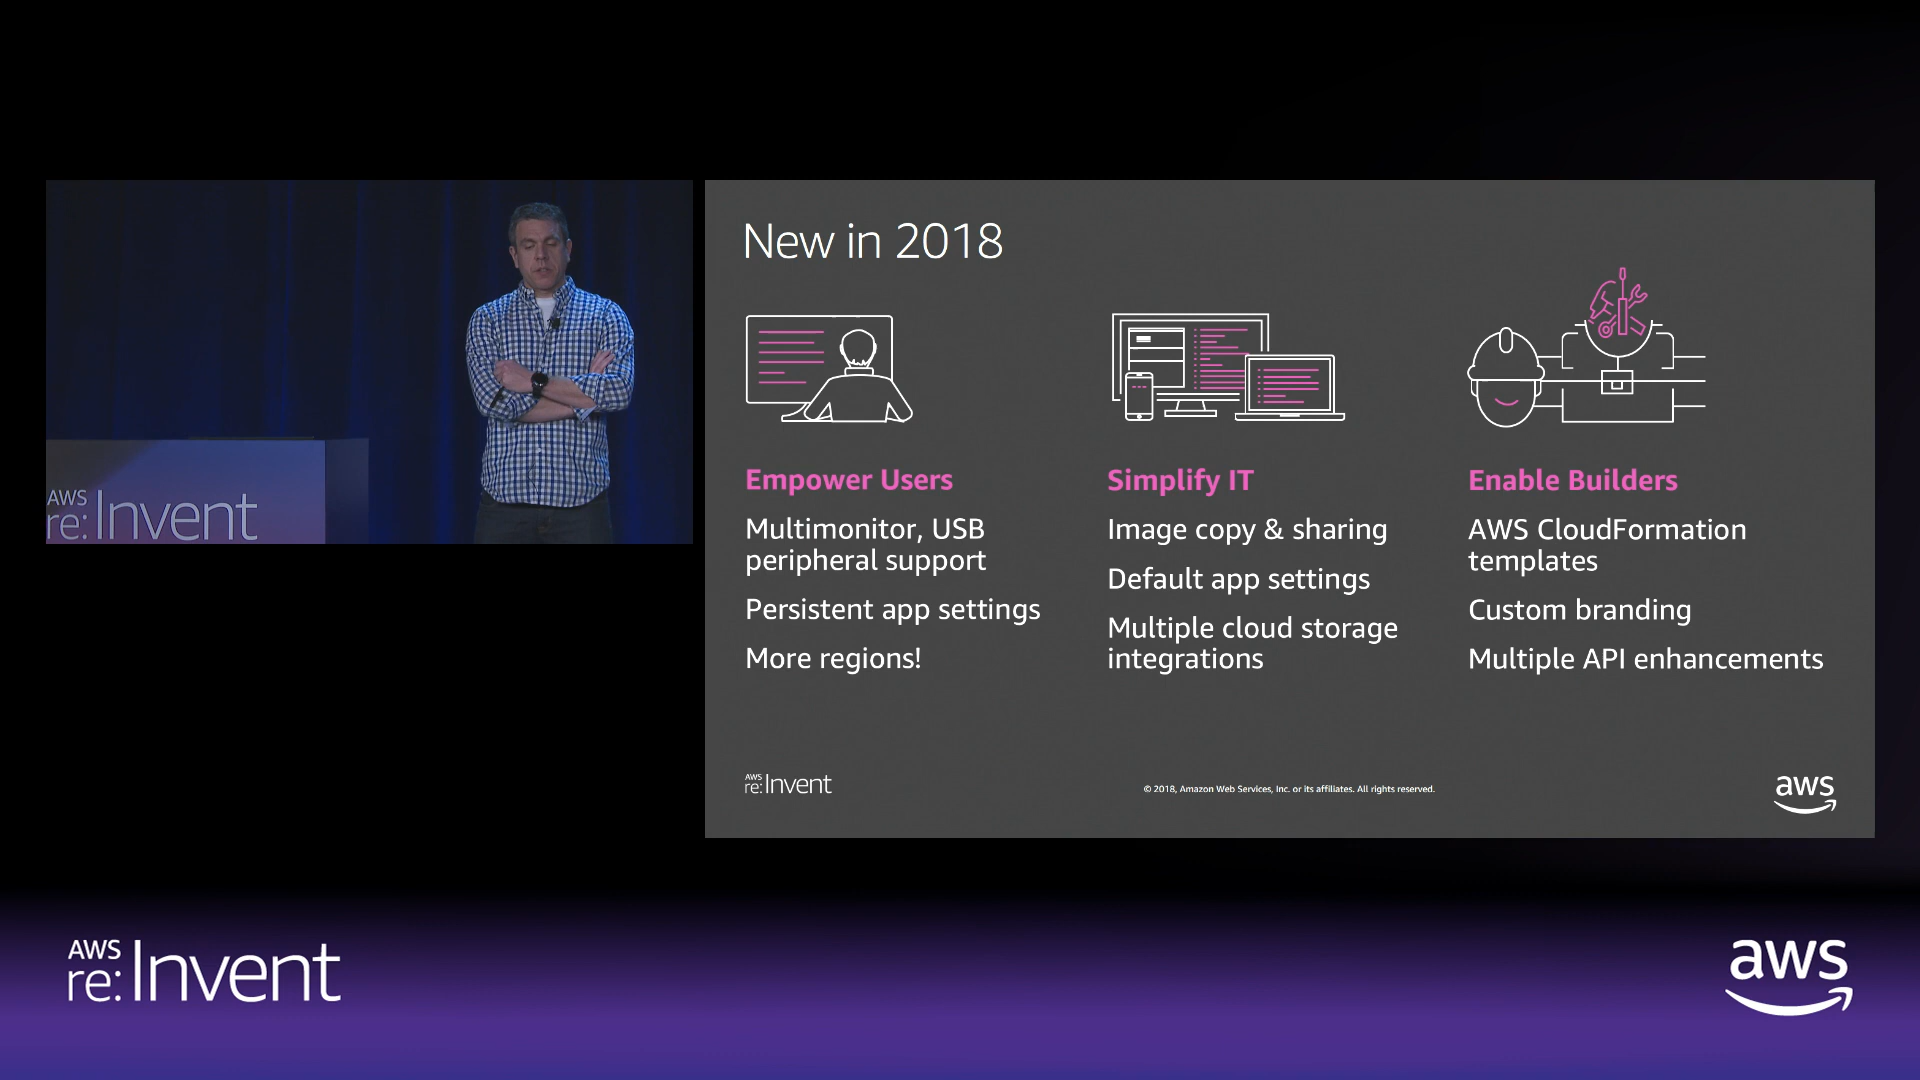 New in 2018
Empower Users
Multimonitor, USB
peripheral support
Persistent app settings
More regions!
Simplify IT
Image copy & sharing
Default app settings
Multiple cloud storage
integrations
Enable Builders
AWS CloudFormation
templates
Custom branding
Multiple API enhancements
AWS
re:Invent
© 2018, Amazon Web Services, Inc. or its affiliates. All rights reserved.
aws
AWS
re:Invent
AWS
re:Invent
aws